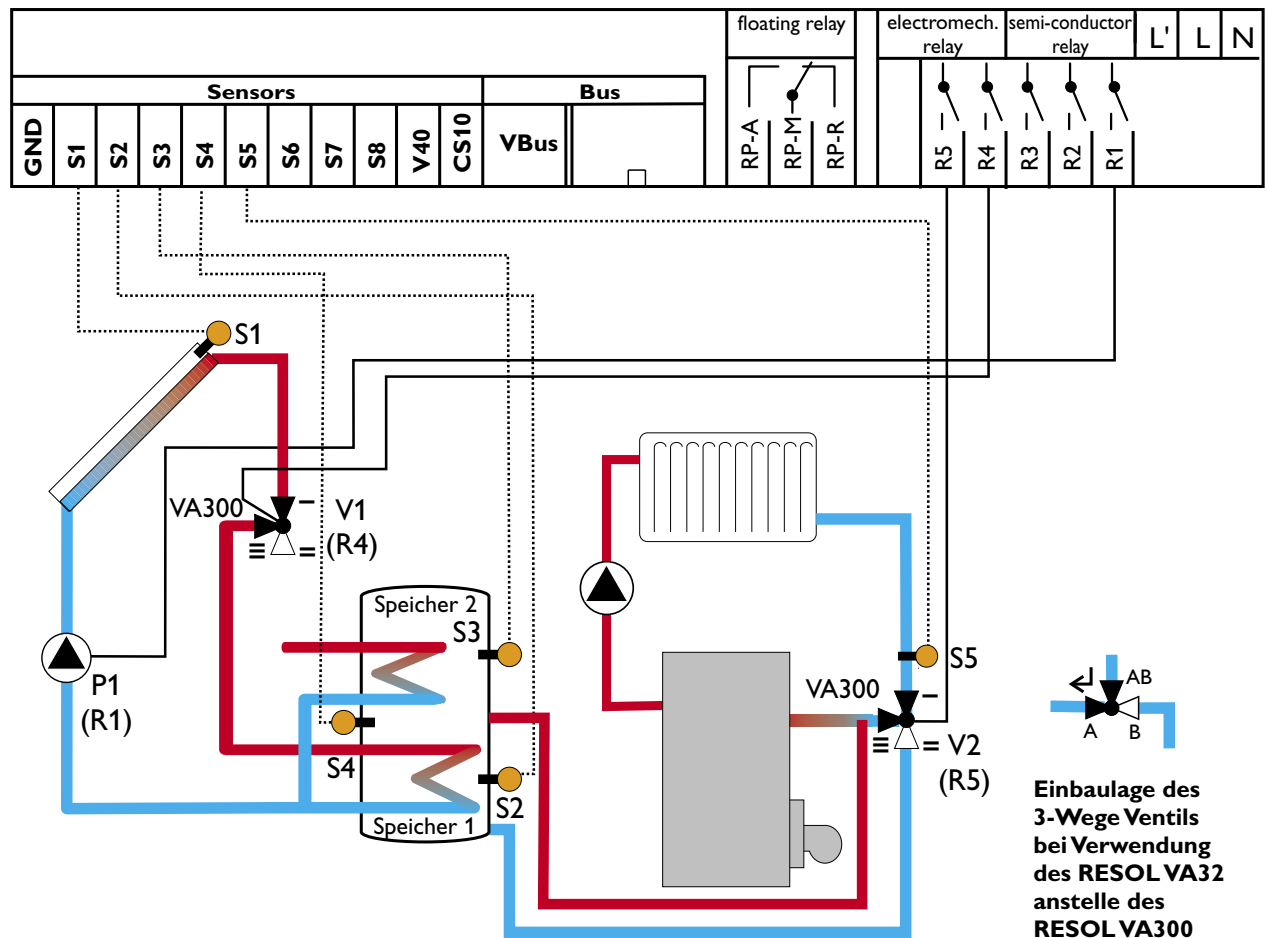 floating relay
electromech. relay
semi-conductor relay
L'
L
N
Sensors
Bus
GND
S1
S2
S3
S4
S5
S6
S7
S8
V40
CS10
VBus
RP-A
RP-M
RP-R
R5
R4
R3
R2
R1
S1
VA300
V1
(R4)
Speicher 2
S3
S5
P1
(R1)
S4
VA300
V2
(R5)
AB
A
B
S2
Speicher 1
Einbaulage des
3-Wege Ventils
bei Verwendung
des RESOL VA32
anstelle des
RESOL VA300